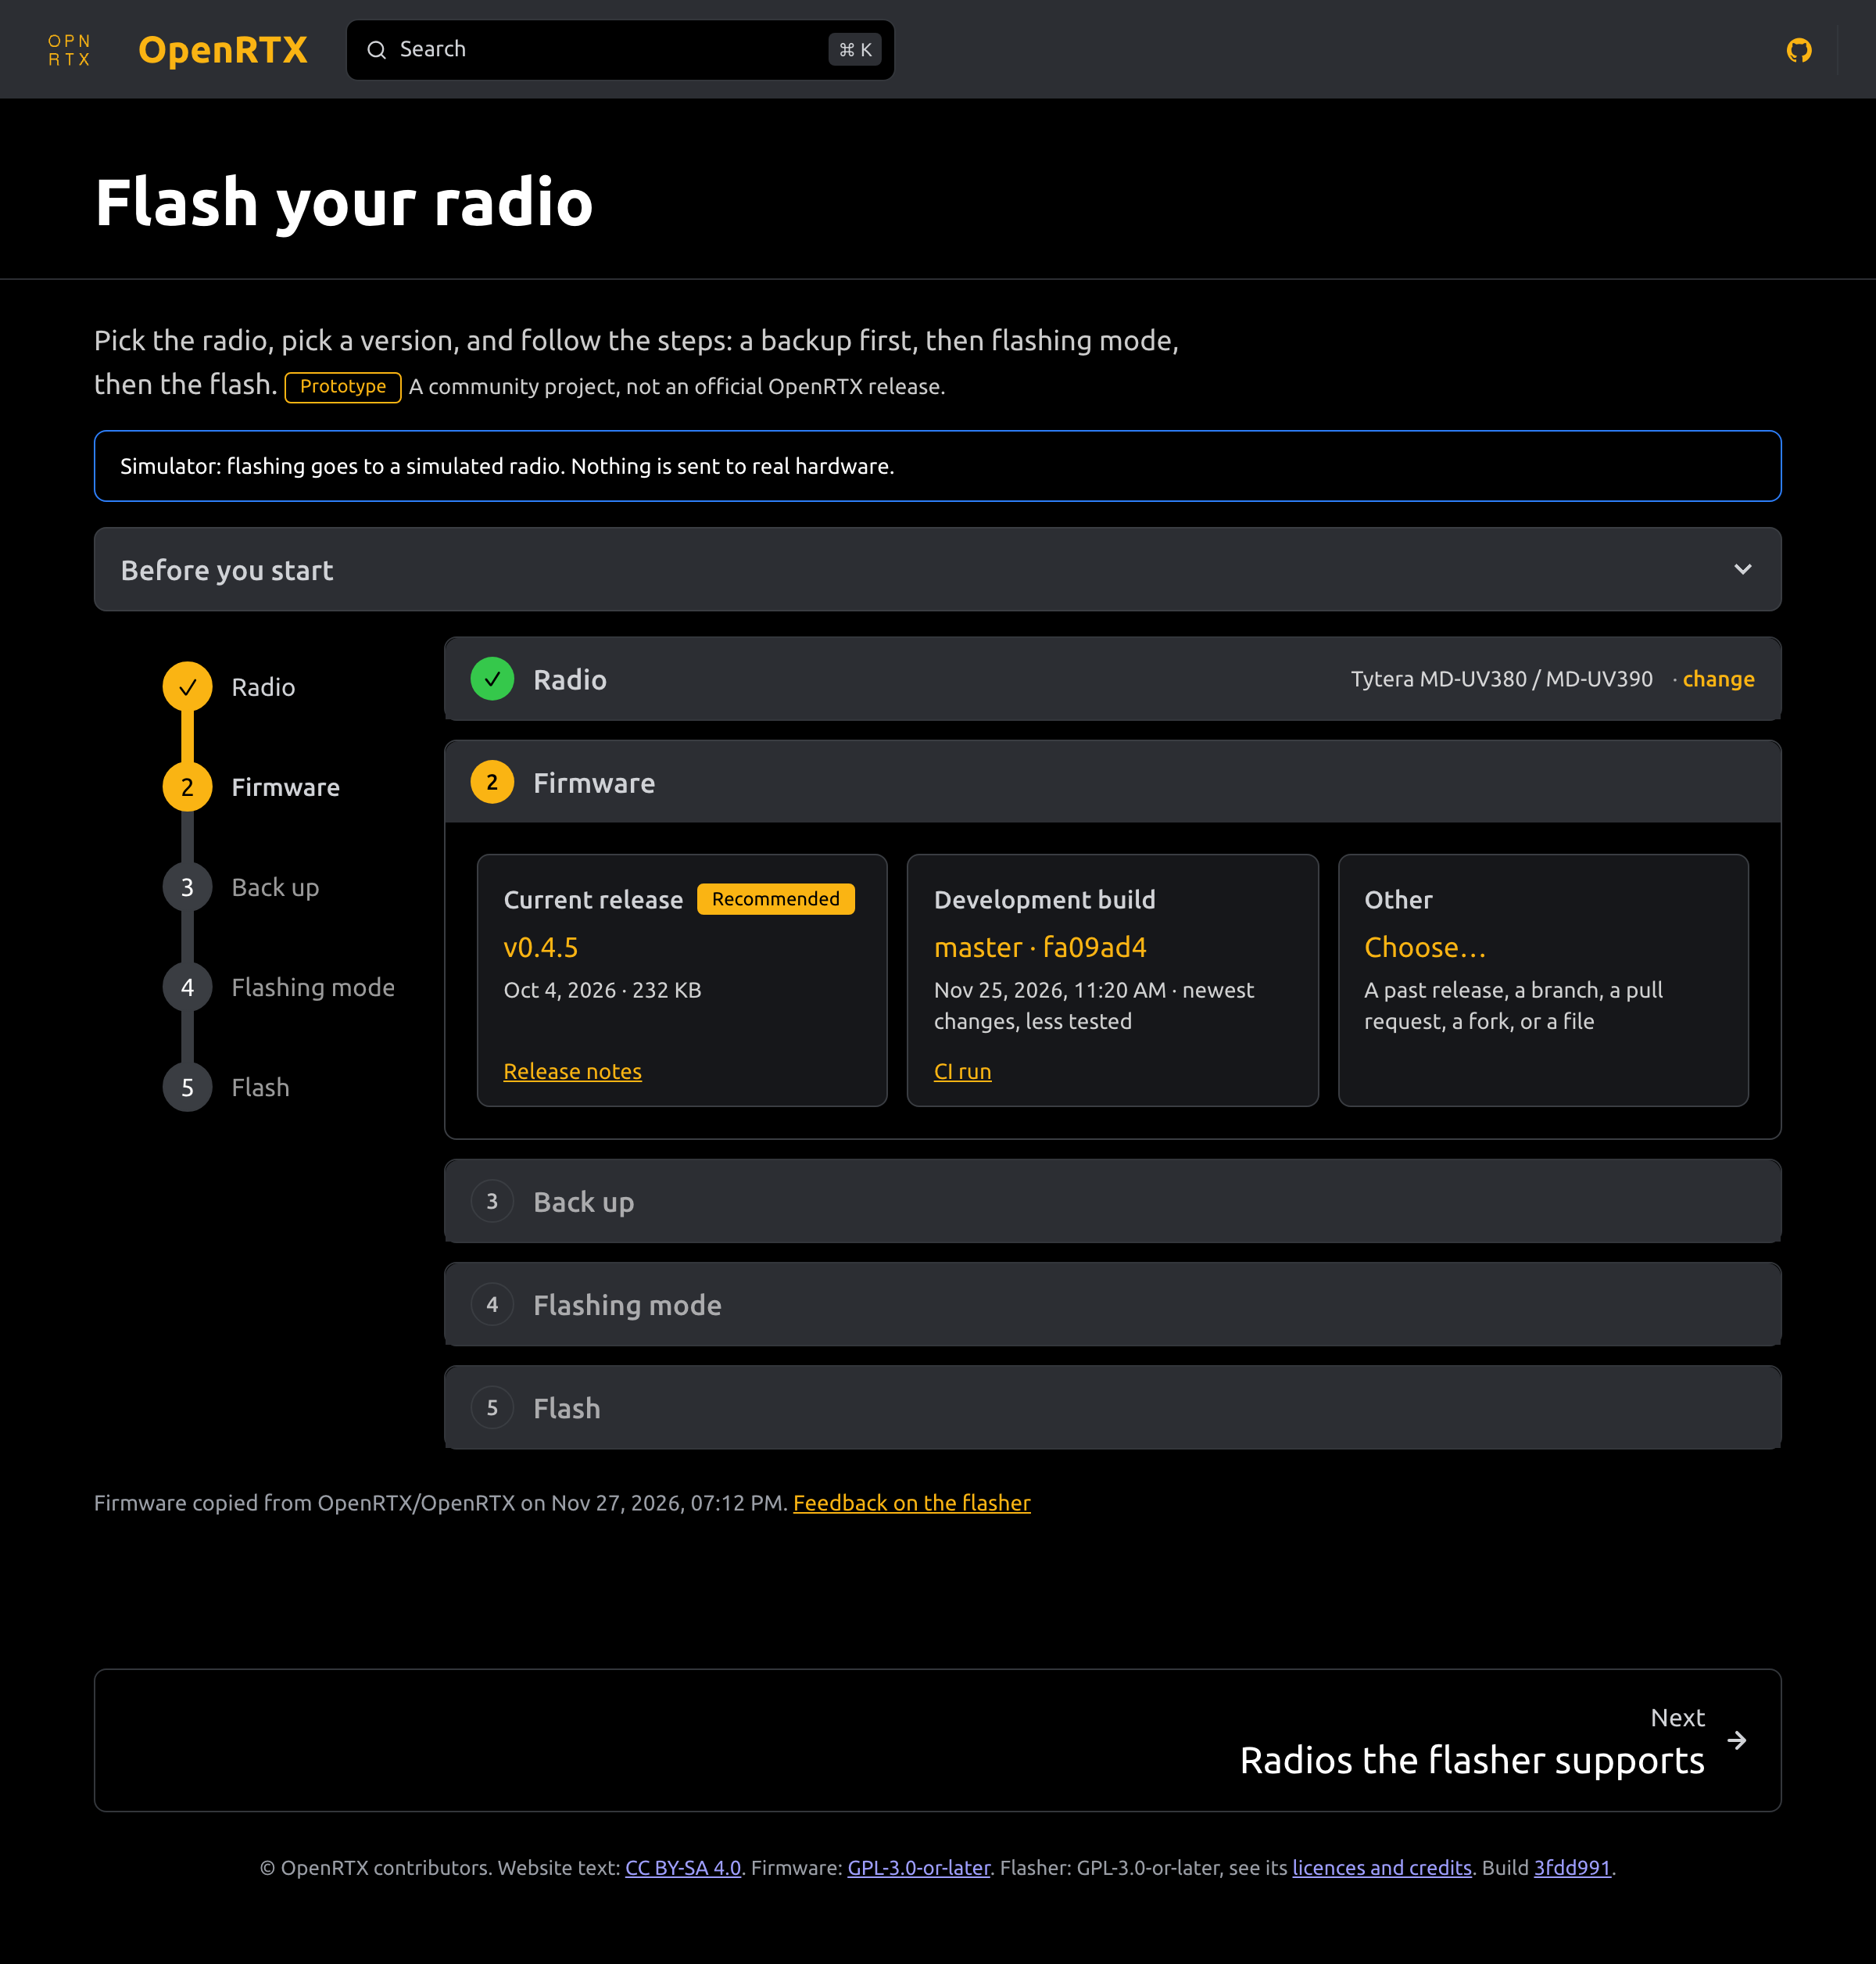 OPN
RTX
OpenRTX
Search
⌘ K
Flash your radio
Pick the radio, pick a version, and follow the steps: a backup first, then flashing mode,
then the flash. Prototype A community project, not an official OpenRTX release.
Simulator: flashing goes to a simulated radio. Nothing is sent to real hardware.
Before you start
Radio
2 Firmware
3 Back up
4 Flashing mode
5 Flash
Radio
Tytera MD-UV380 / MD-UV390 · change
2 Firmware
Current release Recommended
v0.4.5
Oct 4, 2026 · 232 KB
Release notes
Development build
master · fa09ad4
Nov 25, 2026, 11:20 AM · newest
changes, less tested
CI run
Other
Choose…
A past release, a branch, a pull
request, a fork, or a file
3 Back up
4 Flashing mode
5 Flash
Firmware copied from OpenRTX/OpenRTX on Nov 27, 2026, 07:12 PM. Feedback on the flasher
Next
Radios the flasher supports
© OpenRTX contributors. Website text: CC BY-SA 4.0. Firmware: GPL-3.0-or-later. Flasher: GPL-3.0-or-later, see its licences and credits. Build 3fdd991.